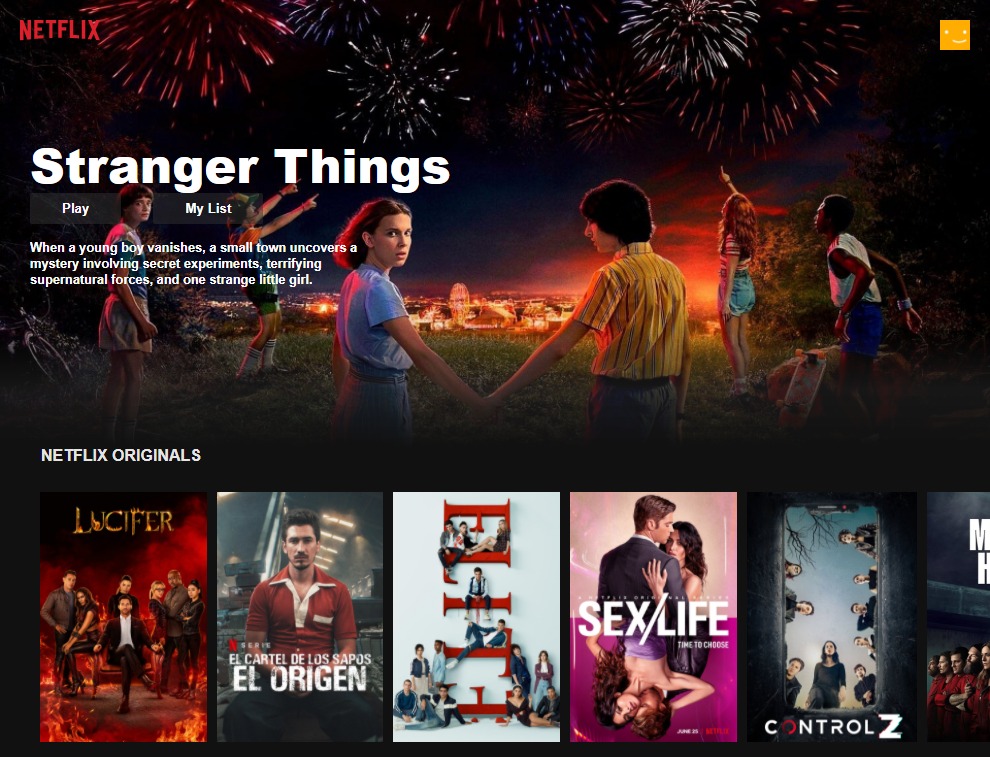 NETFLIX
Stranger Things
Play
My List
When a young boy vanishes, a small town uncovers a
mystery involving secret experiments, terrifying
supernatural forces, and one strange little girl.
NETFLIX ORIGINALS
LUCIFER
N SERIE
EL CARTEL DE LOS SAPOS
EL ORIGEN
ELITE
A NETFLIX ORIGINAL SERIES
SEX/LIFE
TIME TO CHOOSE
JUNE 25
NETFLIX
CONTROL Z
M
H